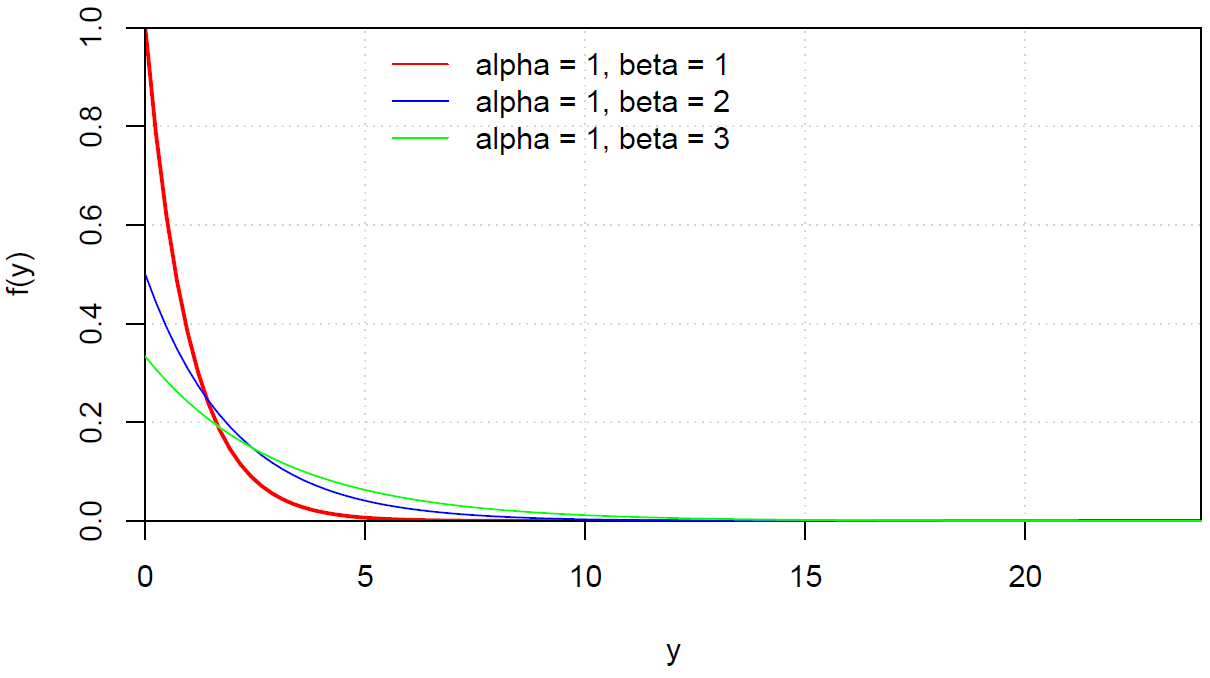 alpha = 1, beta = 1
alpha = 1, beta = 2
alpha = 1, beta = 3
f(y)
1.0
0.8
0.6
0.4
0.2
0.0
0 5 10 15 20
y